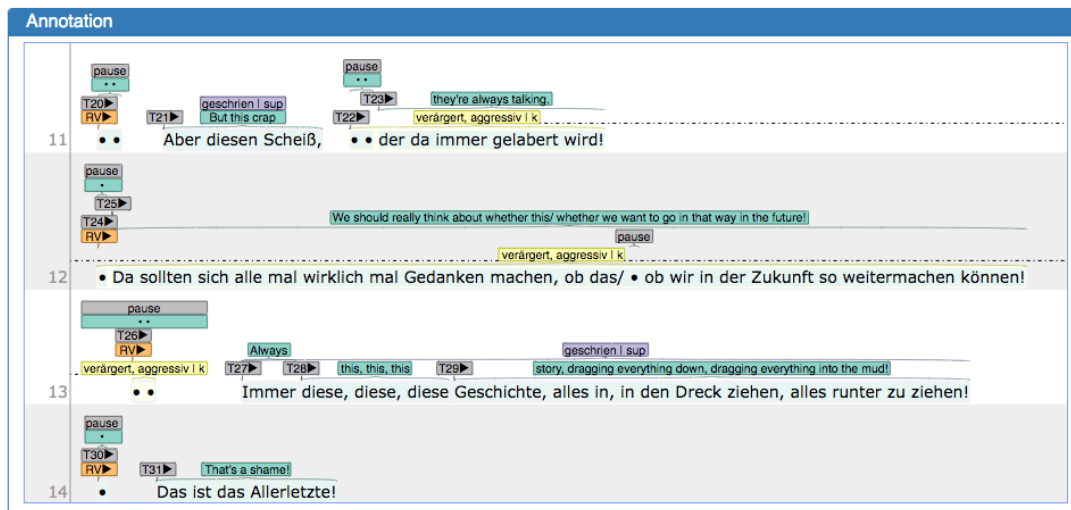 Annotation
pause
pause
• •
• •
T20▶ geschrien | sup T23▶ they're always talking.
RV▶ T21▶ But this crap T22▶ verärgert, aggressiv | k
11 • • Aber diesen Scheiß, • • der da immer gelabert wird!
pause
•
T25▶
T24▶ We should really think about whether this/ whether we want to go in that way in the future!
RV▶ pause
verärgert, aggressiv | k
12 • Da sollten sich alle mal wirklich mal Gedanken machen, ob das/ • ob wir in der Zukunft so weitermachen können!
pause
• •
T26▶
RV▶ Always geschrien | sup
verärgert, aggressiv | k T27▶ T28▶ this, this, this T29▶ story, dragging everything down, dragging everything into the mud!
13 • • Immer diese, diese, diese Geschichte, alles in, in den Dreck ziehen, alles runter zu ziehen!
pause
•
T30▶
RV▶ T31▶ That's a shame!
14 • Das ist das Allerletzte!